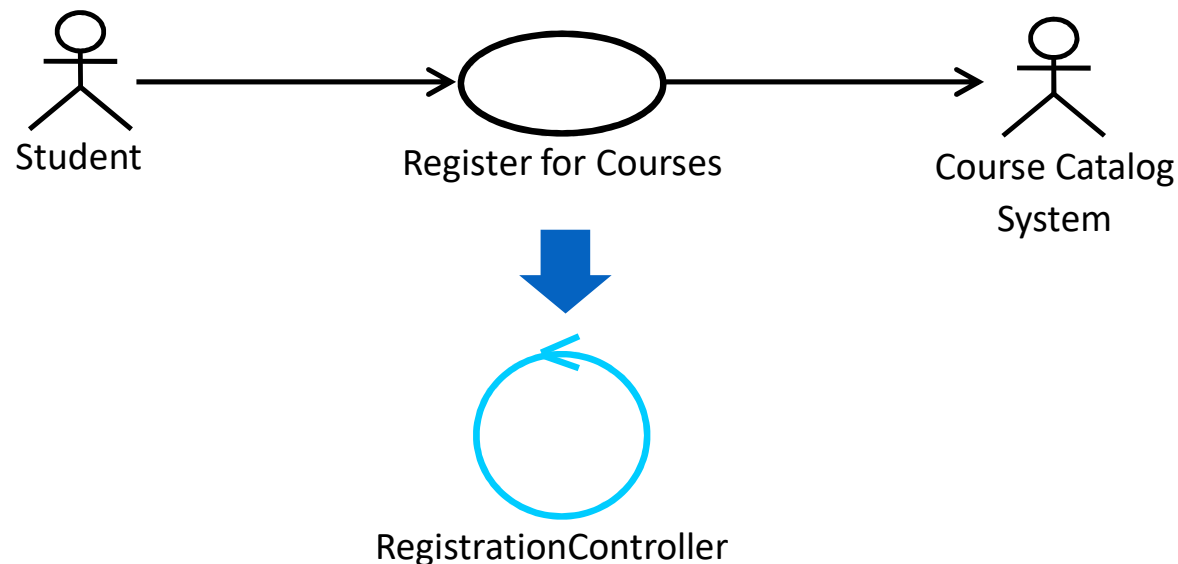 Student
Register for Courses
Course Catalog
System
RegistrationController